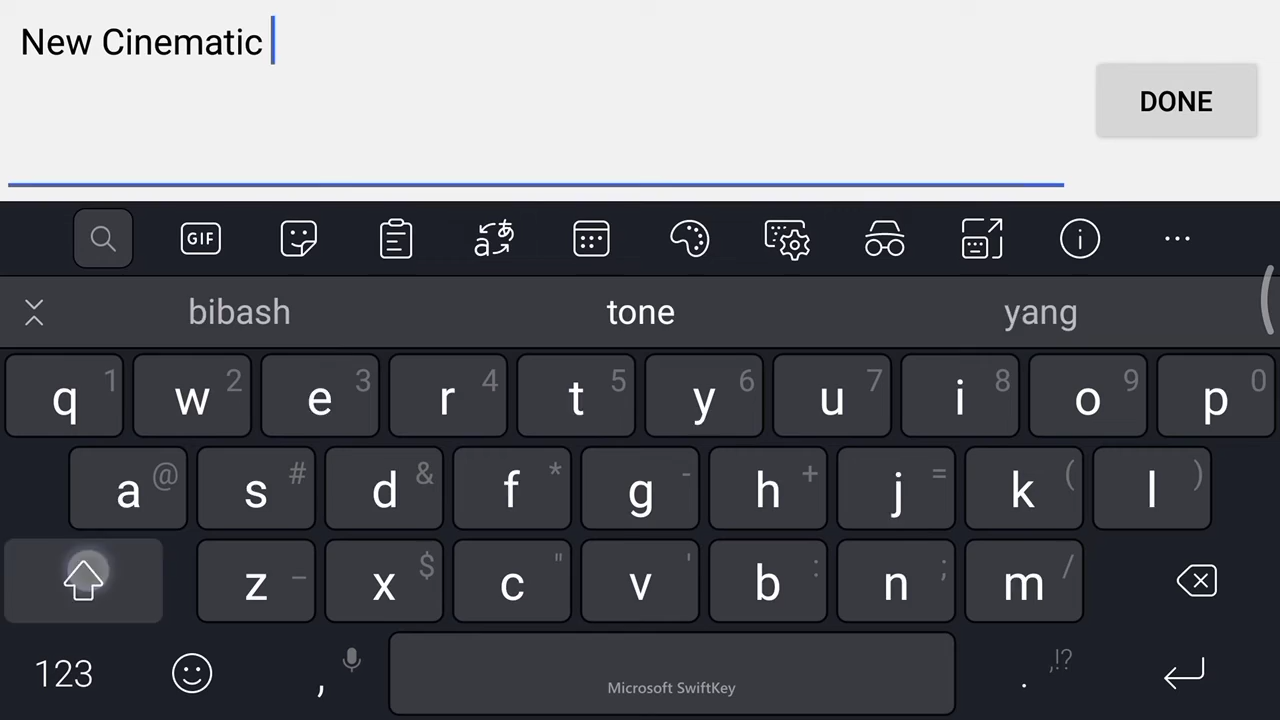 New Cinematic
DONE
GIF
bibash tone yang
q 1 w 2 e 3 r 4 t 5 y 6 u 7 i 8 o 9 p 0
a @ s # d & f * g - h + j = k ( l )
z _ x $ c " v ' b : n ; m /
123 , Microsoft SwiftKey . ,!?